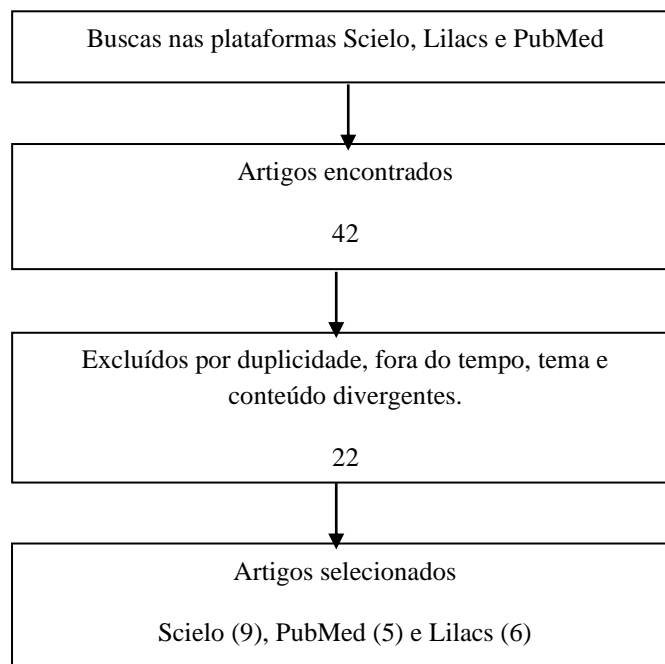 Buscas nas plataformas Scielo, Lilacs e PubMed
Artigos encontrados
42
Excluídos por duplicidade, fora do tempo, tema e
conteúdo divergentes.
22
Artigos selecionados
Scielo (9), PubMed (5) e Lilacs (6)